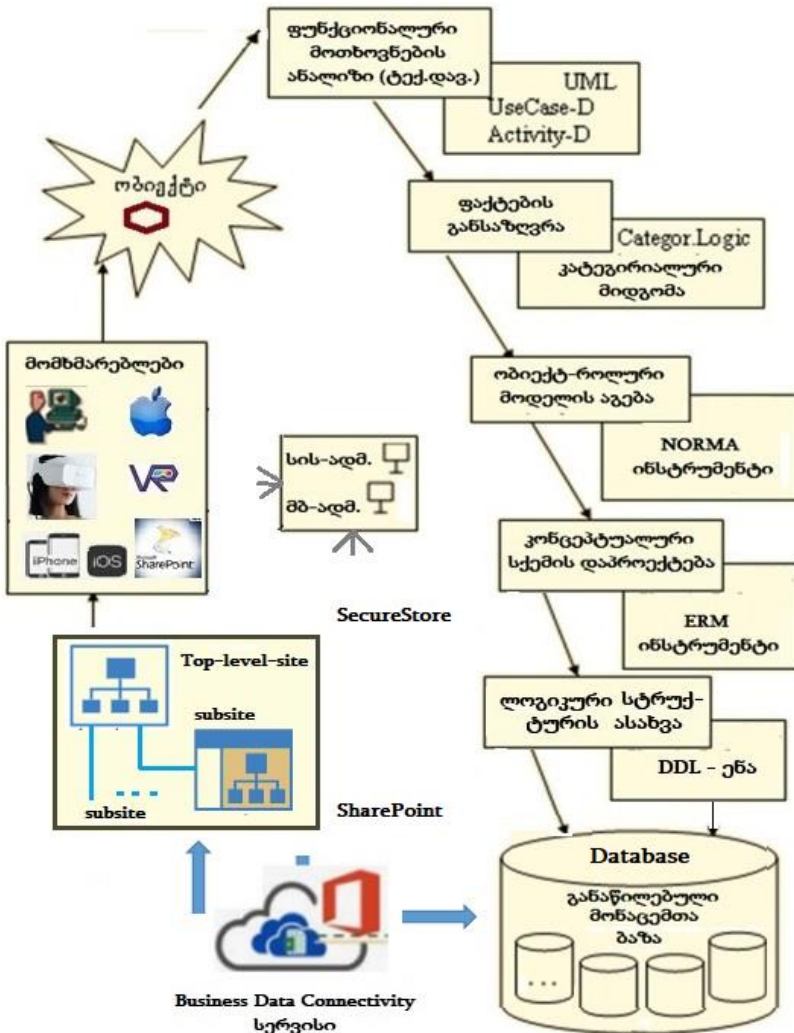 ფუნქციონალური
მოთხოვნების
ანალიზი (ტექ.დავ.)
UML
UseCase-D
Activity-D
ობიექტი
ფაქტების
განსაზღვრა
Categor.Logic
კატეგირიალური
მიდგომა
მომხმარებლები
VR
iPhone
iOS
Microsoft
SharePoint
სის-ადმ.
მბ-ადმ.
ობიექტ-როლური
მოდელის აგება
NORMA
ინსტრუმენტი
კონცეპტუალური
სქემის დაპროექტება
ERM
ინსტრუმენტი
SecureStore
Top-level-site
subsite
....
subsite
SharePoint
ლოგიკური სტრუქ-
ტურის ასახვა
DDL – ენა
Database
განაწილებული
მონაცემთა
ბაზა
...
Business Data Connectivity
სერვისი